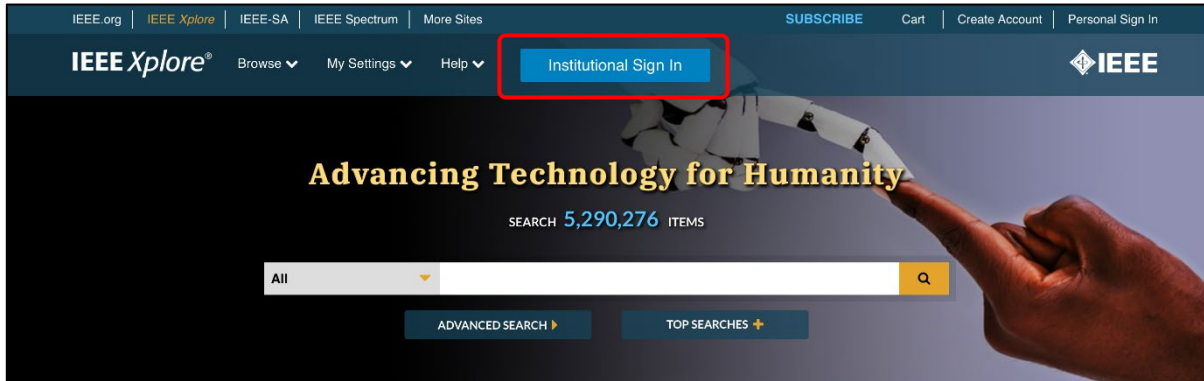 IEEE.org IEEE Xplore IEEE-SA IEEE Spectrum More Sites SUBSCRIBE Cart Create Account Personal Sign In
IEEE Xplore® Browse My Settings Help Institutional Sign In IEEE
Advancing Technology for Humanity
SEARCH 5,290,276 ITEMS
All
ADVANCED SEARCH TOP SEARCHES